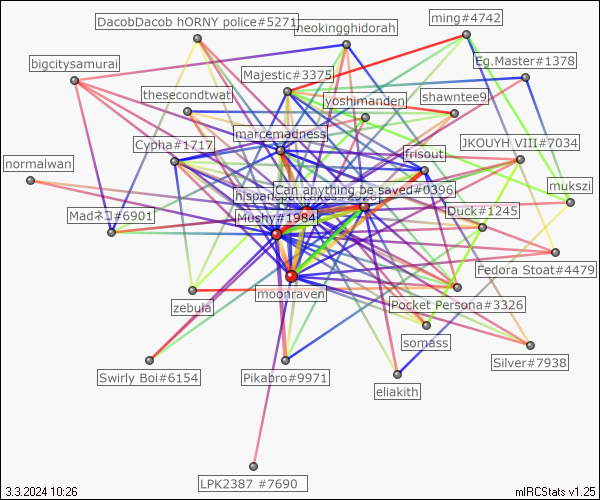 DacobDacob hORNY police#5271
ming#4742
neokingghidorah
Eg.Master#1378
bigcitysamurai
Majestic#3375
thesecondtwat
yoshimanden
shawntee9
marcemadness
Cypha#1717
JKOUYH VIII#7034
frisout
normalwan
Can anything be saved#0396
mukszi
Madネコ#6901
Mushy#1984
Duck#1245
Fedora Stoat#4479
moonraven
zebula
Pocket Persona#3326
somass
Silver#7938
Swirly Boi#6154
Pikabro#9971
eliakith
LPK2387 #7690
3.3.2024 10:26
mIRCStats v1.25